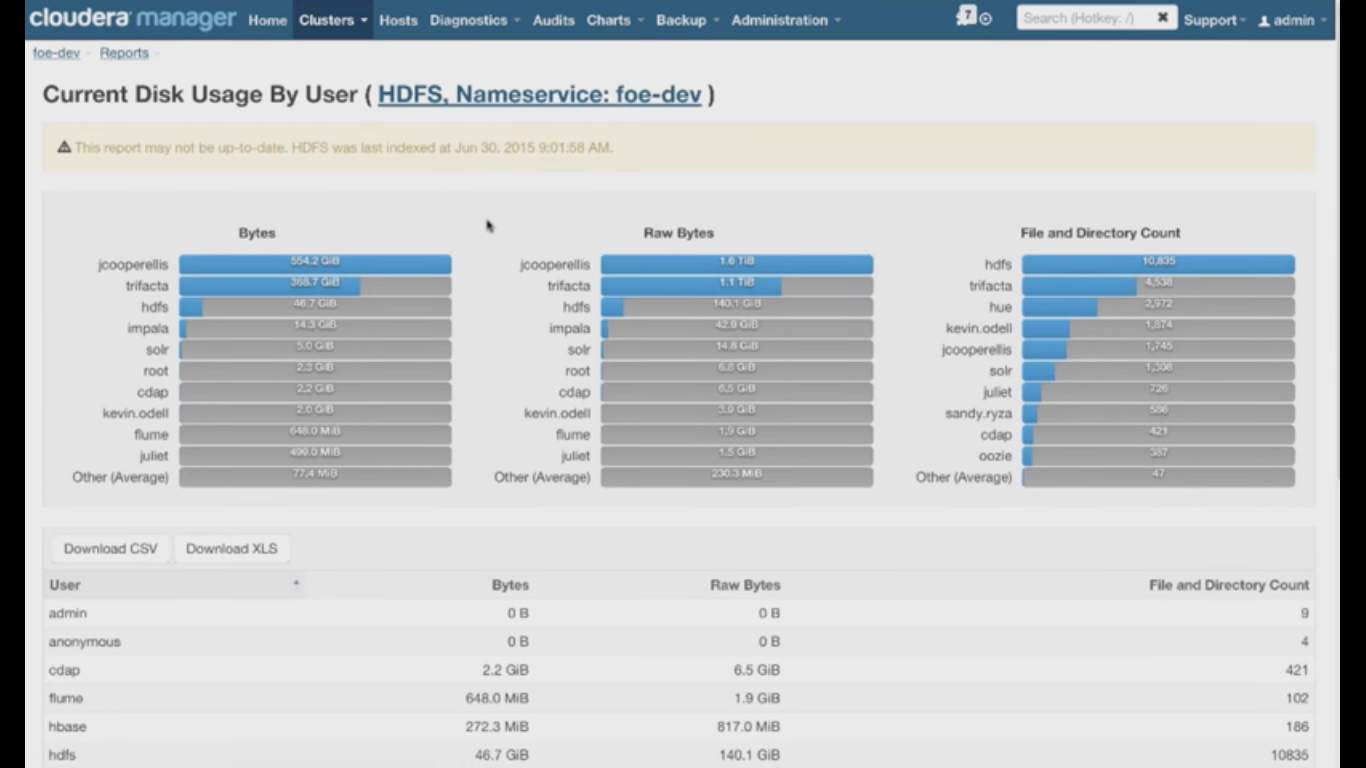 cloudera manager Home Clusters Hosts Diagnostics Audits Charts Backup Administration 7 Search (Hotkey: /) Support admin
foe-dev Reports
Current Disk Usage By User ( HDFS, Nameservice: foe-dev )
This report may not be up-to-date. HDFS was last indexed at Jun 30, 2015 9:01:58 AM.
Bytes
jcooperellis 554.2 GiB
trifacta 368.7 GiB
hdfs 46.7 GiB
impala 14.3 GiB
solr 5.0 GiB
root 2.3 GiB
cdap 2.2 GiB
kevin.odell 2.0 GiB
flume 648.0 MiB
juliet 499.0 MiB
Other (Average) 77.4 MiB
Raw Bytes
jcooperellis 1.6 TiB
trifacta 1.1 TiB
hdfs 140.1 GiB
impala 42.9 GiB
solr 14.8 GiB
root 6.8 GiB
cdap 6.5 GiB
kevin.odell 3.9 GiB
flume 1.9 GiB
juliet 1.5 GiB
Other (Average) 230.3 MiB
File and Directory Count
hdfs 10,835
trifacta 4,538
hue 2,972
kevin.odell 1,874
jcooperellis 1,745
solr 1,308
juliet 726
sandy.ryza 586
cdap 421
oozie 387
Other (Average) 47
Download CSV Download XLS
User Bytes Raw Bytes File and Directory Count
admin 0 B 0 B 9
anonymous 0 B 0 B 4
cdap 2.2 GiB 6.5 GiB 421
flume 648.0 MiB 1.9 GiB 102
hbase 272.3 MiB 817.0 MiB 186
hdfs 46.7 GiB 140.1 GiB 10835